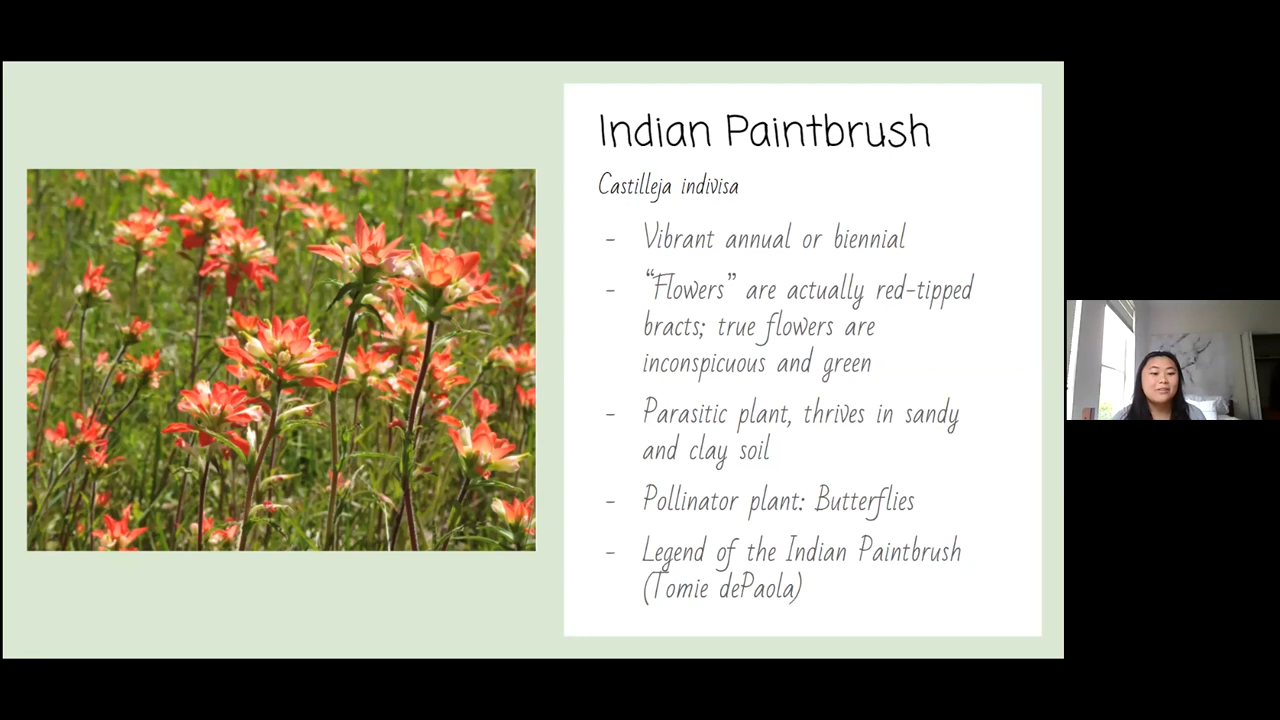 Indian Paintbrush
Castilleja indivisa
- Vibrant annual or biennial
- “Flowers” are actually red-tipped
bracts; true flowers are
inconspicuous and green
- Parasitic plant, thrives in sandy
and clay soil
- Pollinator plant: Butterflies
- Legend of the Indian Paintbrush
(Tomie dePaola)